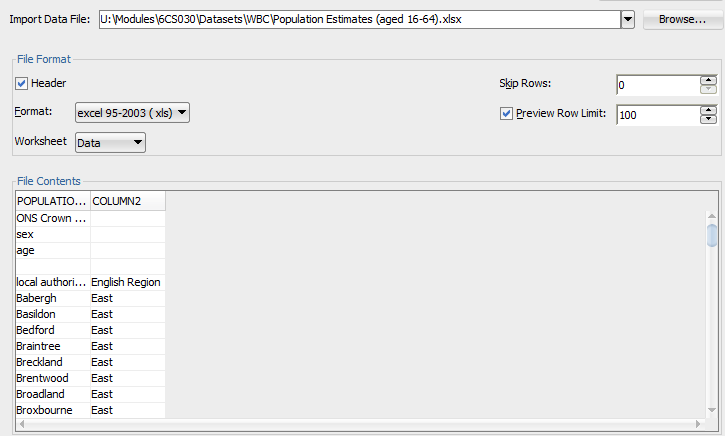 Import Data File: U:\Modules\6CS030\Datasets\WBC\Population Estimates (aged 16-64).xlsx Browse...
File Format
Header Skip Rows: 0
Format: excel 95-2003 (xls) Preview Row Limit: 100
Worksheet Data
File Contents
POPULATIO... COLUMN2
ONS Crown ...
sex
age
local authori... English Region
Babergh East
Basildon East
Bedford East
Braintree East
Breckland East
Brentwood East
Broadland East
Broxbourne East